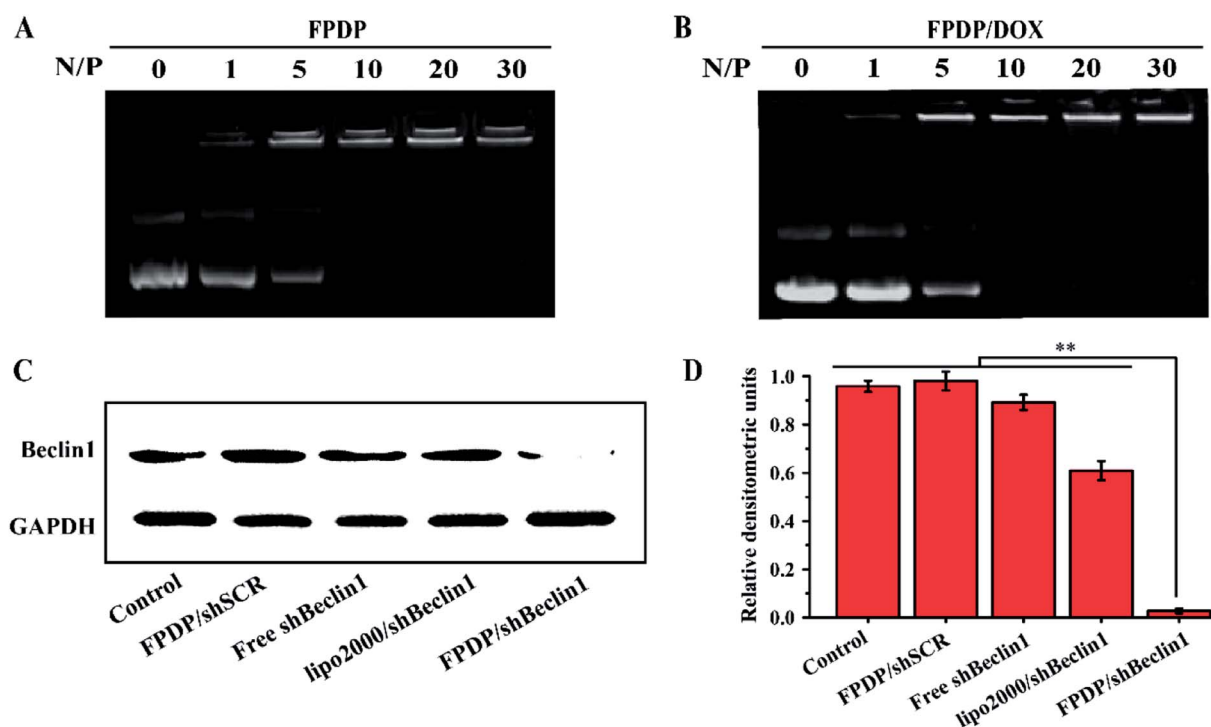 A
FPDP
N/P 0 1 5 10 20 30
B
FPDP/DOX
N/P 0 1 5 10 20 30
C
Beclin1
GAPDH
Control
FPDP/shSCR
Free shBeclin1
lipo2000/shBeclin1
FPDP/shBeclin1
D
**
Relative densitometric units
1.0
0.8
0.6
0.4
0.2
0.0
Control
FPDP/shSCR
Free shBeclin1
lipo2000/shBeclin1
FPDP/shBeclin1